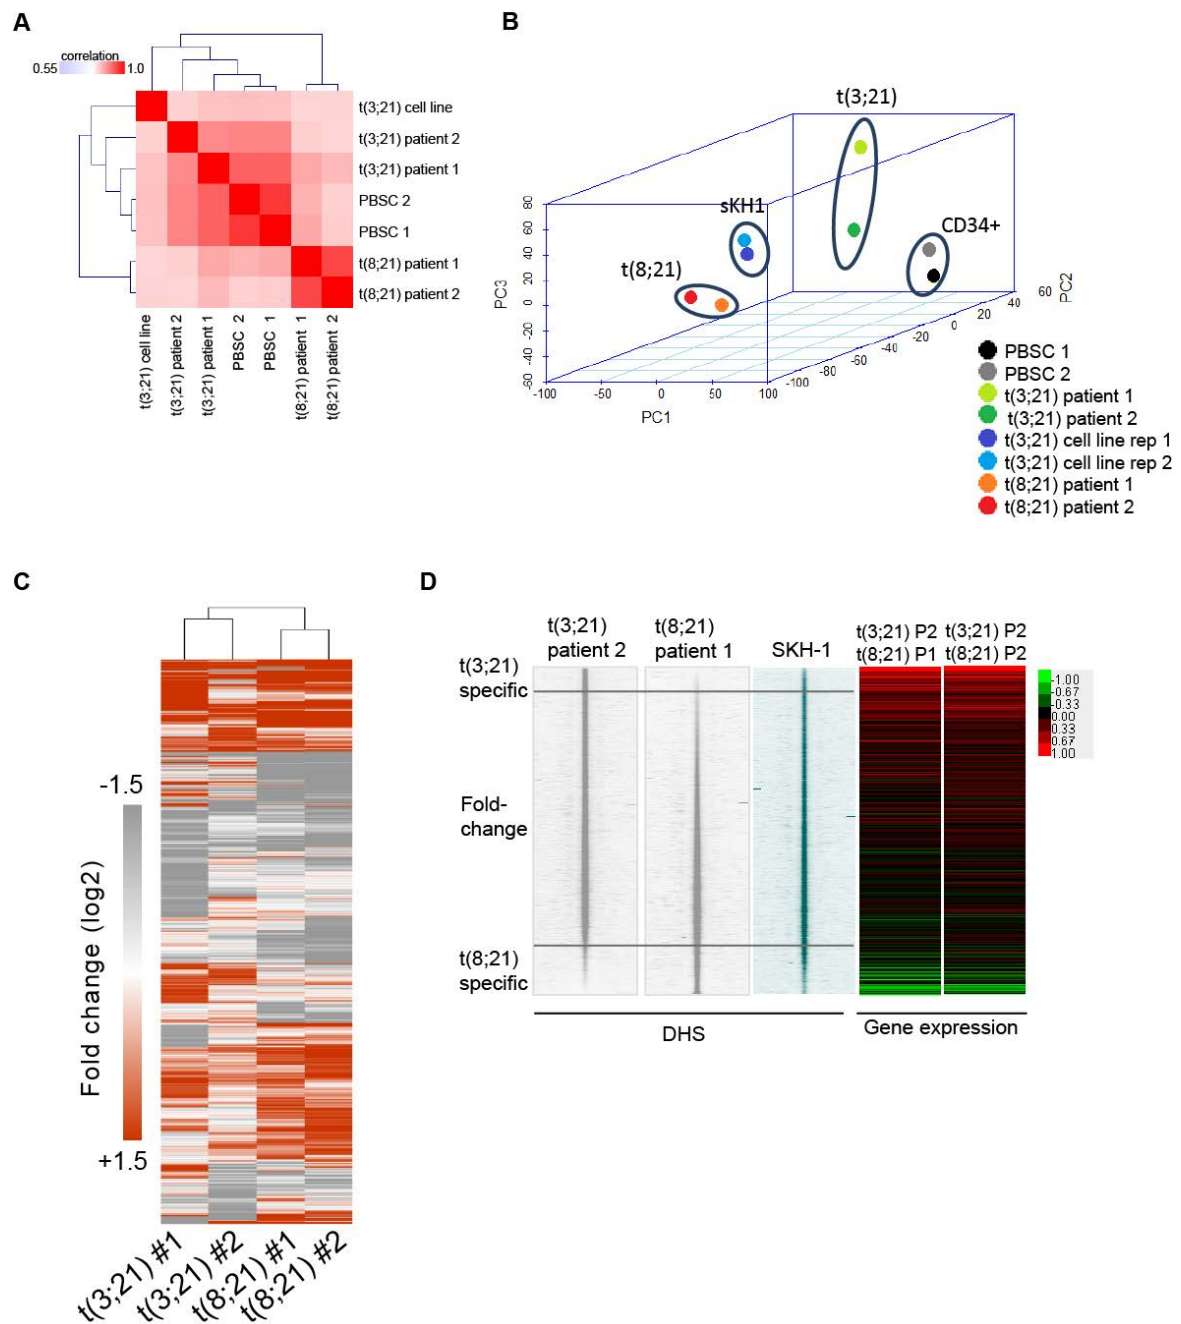 A
correlation
0.55
1.0
t(3;21) cell line
t(3;21) patient 2
t(3;21) patient 1
PBSC 2
PBSC 1
t(8;21) patient 1
t(8;21) patient 2
t(3;21) cell line
t(3;21) patient 2
t(3;21) patient 1
PBSC 2
PBSC 1
t(8;21) patient 1
t(8;21) patient 2
B
t(3;21)
sKH1
CD34+
t(8;21)
80
60
40
20
0
-20
-40
-60
PC3
-100
-50
0
50
100
PC1
-100
-80
-60
-40
-20
0
20
40
60
PC2
PBSC 1
PBSC 2
t(3;21) patient 1
t(3;21) patient 2
t(3;21) cell line rep 1
t(3;21) cell line rep 2
t(8;21) patient 1
t(8;21) patient 2
C
-1.5
Fold change (log2)
+1.5
t(3;21) #1
t(3;21) #2
t(8;21) #1
t(8;21) #2
D
t(3;21)
patient 2
t(8;21)
patient 1
SKH-1
t(3;21) P2
t(8;21) P1
t(3;21) P2
t(8;21) P2
t(3;21)
specific
Fold-
change
t(8;21)
specific
-1.00
-0.67
-0.33
0.00
0.33
0.67
1.00
DHS
Gene expression